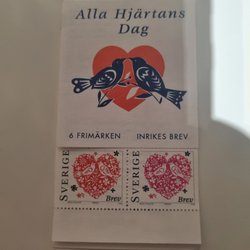 Alla Hjärtans
Dag
6 FRIMÄRKEN
INRIKES BREV
SVERIGE
Brev
SVERIGE
Brev